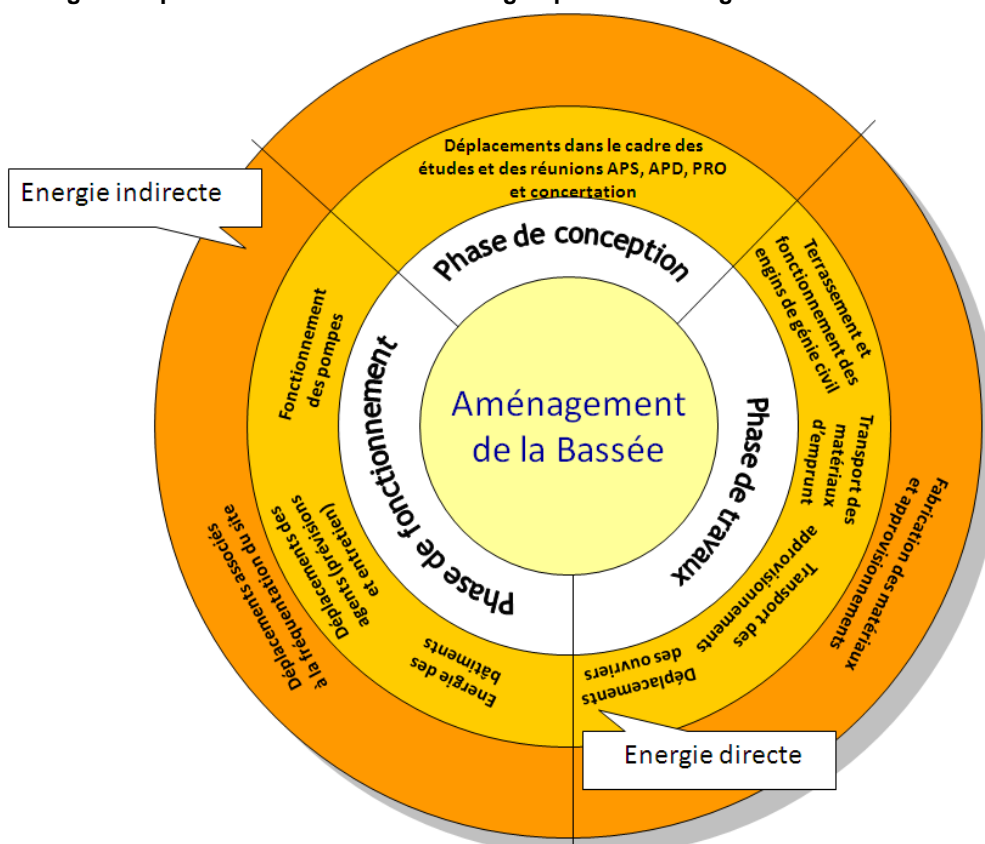 Déplacements dans le cadre des
études et des réunions APS, APD, PRO
et concertation
Energie indirecte
Phase de conception
Terrassement et
fonctionnement des
engins de génie civil
Fonctionnement
des pompes
Aménagement
de la Bassée
Phase de fonctionnement
Phase de travaux
Transport des
matériaux
d'emprunt
Fabrication des matériaux
et approvisionnements
Transport des
approvisionnements
Déplacements
des ouvriers
Déplacements des
agents (prévisions
et entretien)
Déplacements associés
à la fréquentation du site
Energie des
bâtiments
Energie directe